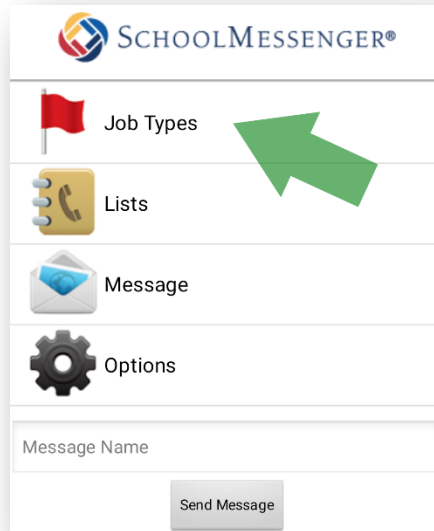 SCHOOLMESSENGER®
Job Types
Lists
Message
Options
Message Name
Send Message